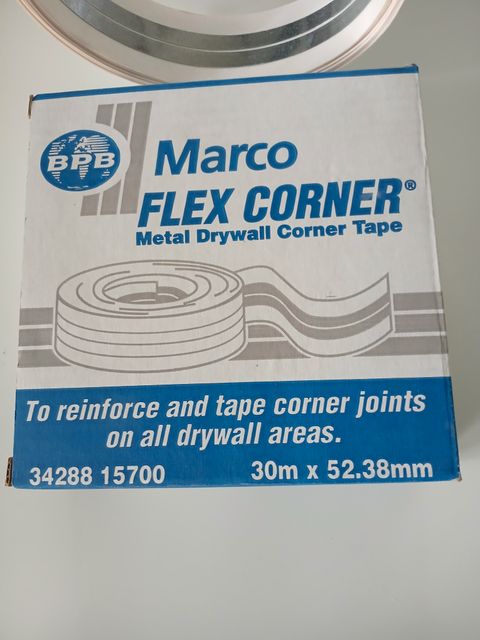 BPB
Marco
FLEX CORNER®
Metal Drywall Corner Tape
To reinforce and tape corner joints
on all drywall areas.
34288 15700 30m x 52.38mm